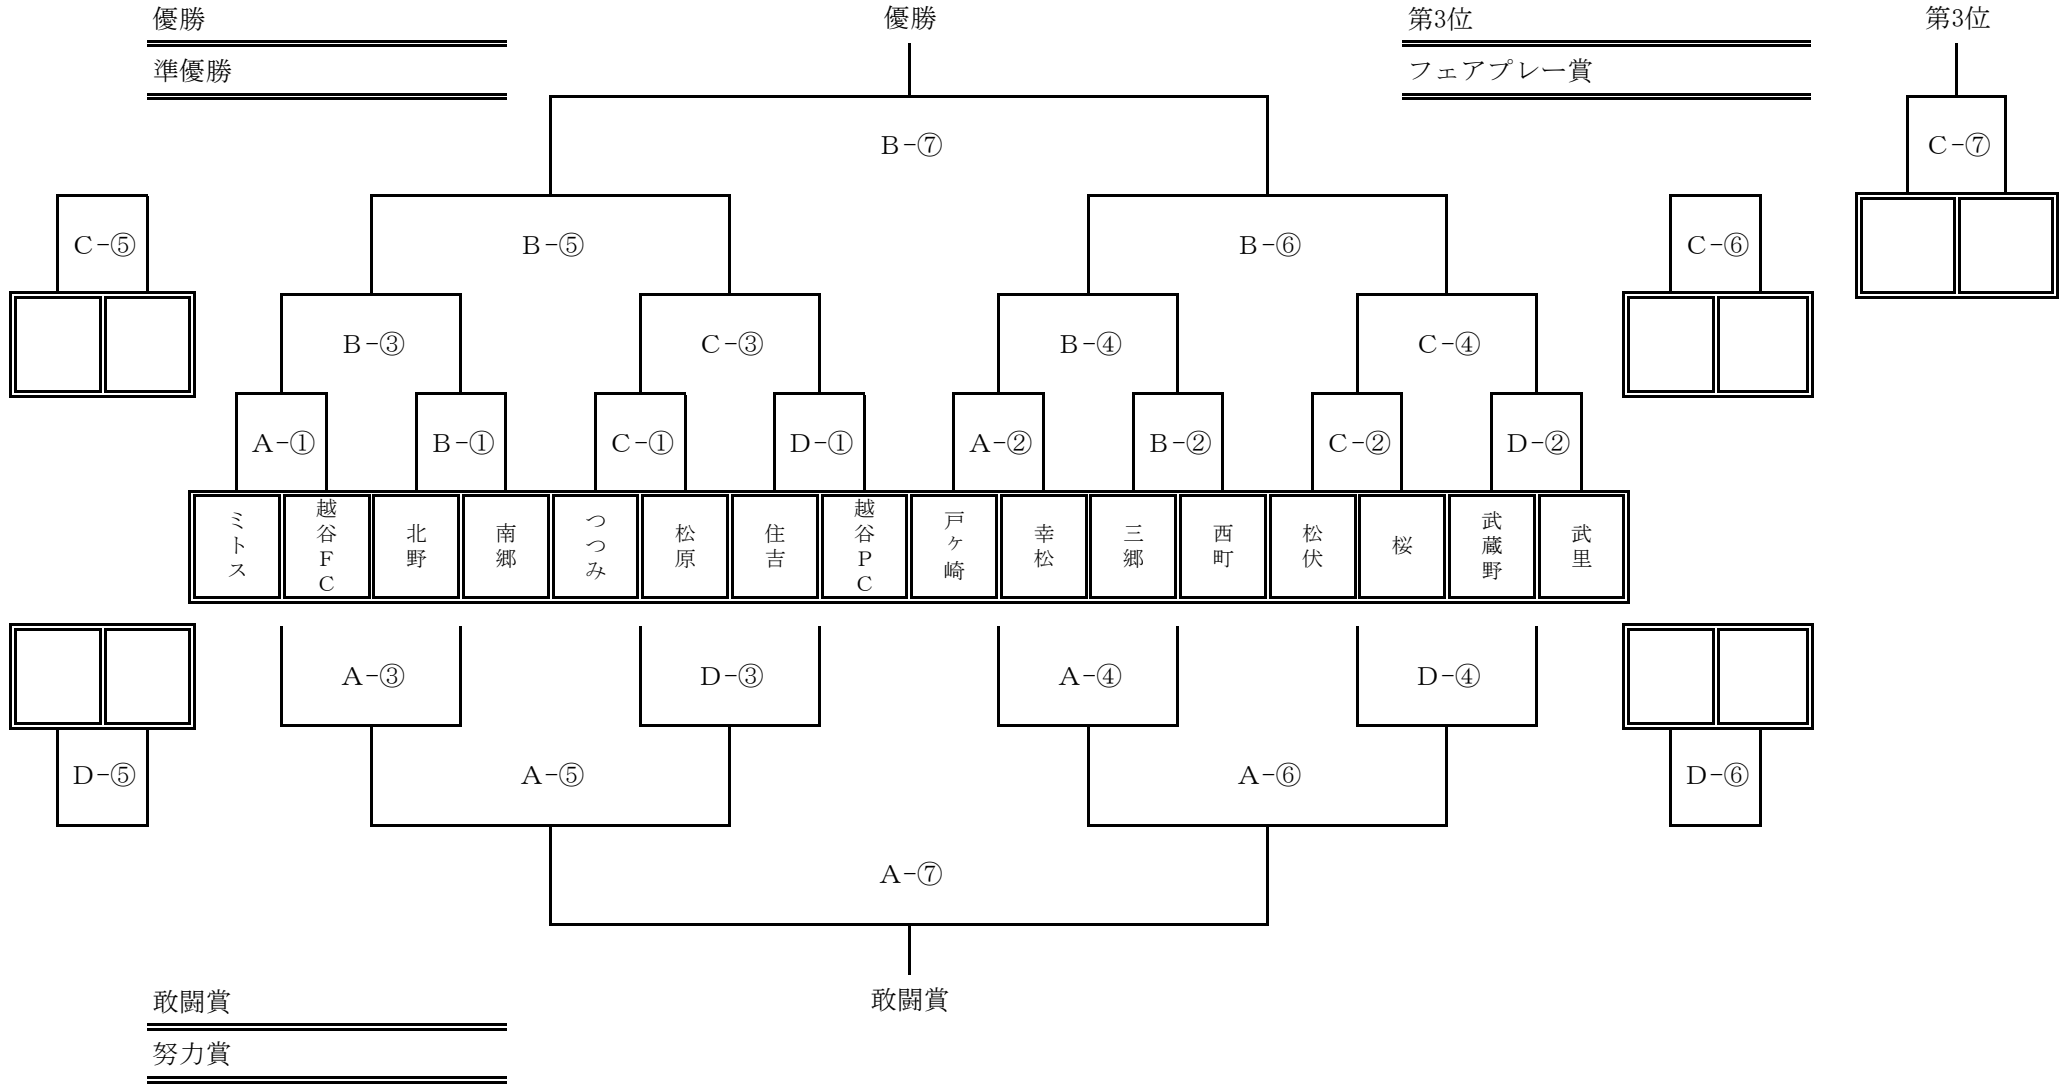 優勝
優勝
第3位
第3位
準優勝
フェアプレー賞
B-⑦
C-⑦
C-⑤
B-⑤
B-⑥
C-⑥
B-③
C-③
B-④
C-④
A-①
B-①
C-①
D-①
A-②
B-②
C-②
D-②
ミトス
越谷FC
北野
南郷
つつみ
松原
住吉
越谷PC
戸ヶ崎
幸松
三郷
西町
松伏
桜
武蔵野
武里
A-③
D-③
A-④
D-④
D-⑤
A-⑤
A-⑥
D-⑥
A-⑦
敢闘賞
敢闘賞
努力賞